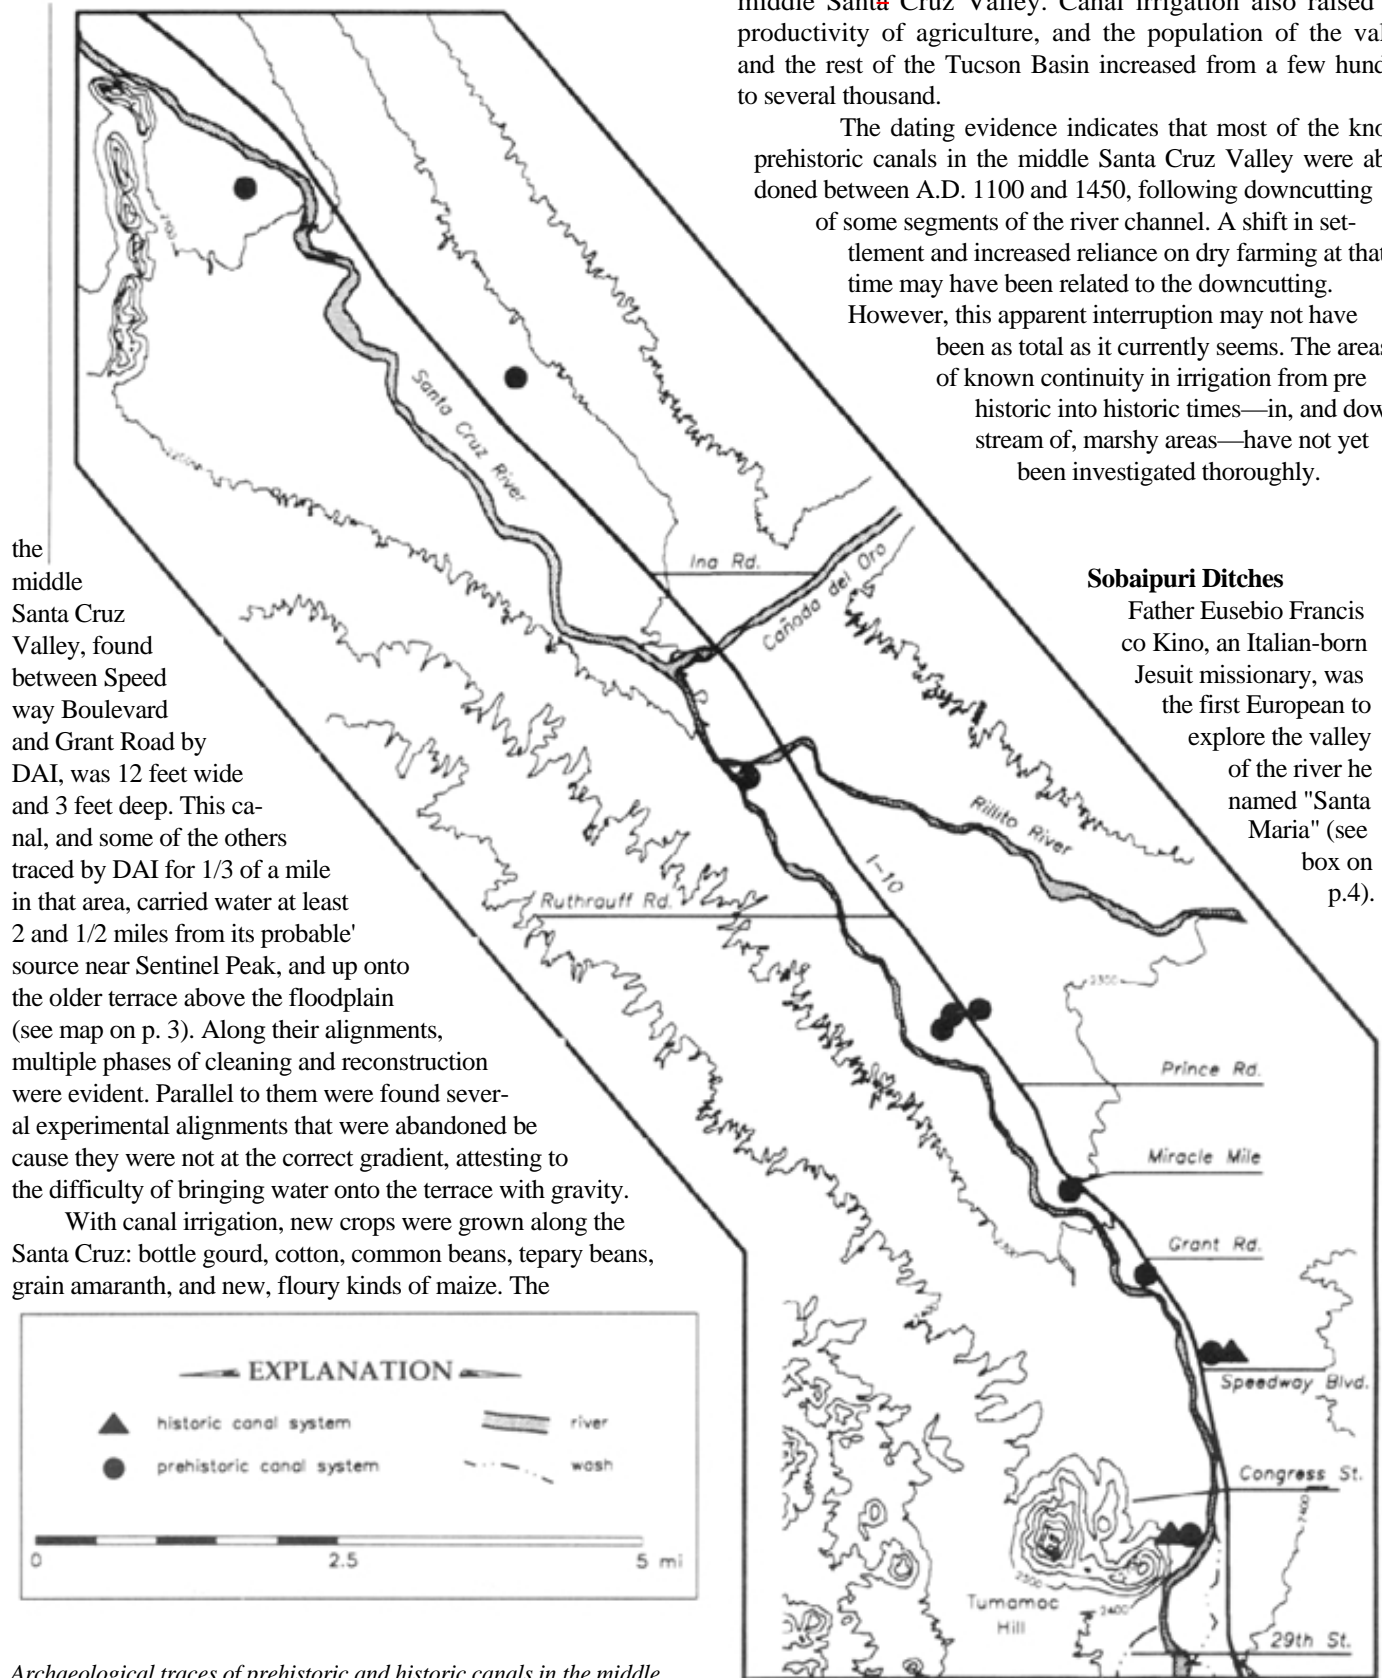 the
middle
Santa Cruz
Valley, found
between Speed
way Boulevard
and Grant Road by
DAI, was 12 feet wide
and 3 feet deep. This ca-
nal, and some of the others
traced by DAI for 1/3 of a mile
in that area, carried water at least
2 and 1/2 miles from its probable'
source near Sentinel Peak, and up onto
the older terrace above the floodplain
(see map on p. 3). Along their alignments,
multiple phases of cleaning and reconstruction
were evident. Parallel to them were found sever-
al experimental alignments that were abandoned be
cause they were not at the correct gradient, attesting to
the difficulty of bringing water onto the terrace with gravity.
With canal irrigation, new crops were grown along the
Santa Cruz: bottle gourd, cotton, common beans, tepary beans,
grain amaranth, and new, floury kinds of maize. The
middle Santa Cruz Valley. Canal irrigation also raised
productivity of agriculture, and the population of the val
and the rest of the Tucson Basin increased from a few hund
to several thousand.
The dating evidence indicates that most of the kno
prehistoric canals in the middle Santa Cruz Valley were ab
doned between A.D. 1100 and 1450, following downcutting
of some segments of the river channel. A shift in set-
tlement and increased reliance on dry farming at that
time may have been related to the downcutting.
However, this apparent interruption may not have
been as total as it currently seems. The areas
of known continuity in irrigation from pre
historic into historic times—in, and dow
stream of, marshy areas—have not yet
been investigated thoroughly.
Sobaipuri Ditches
Father Eusebio Francis
co Kino, an Italian-born
Jesuit missionary, was
the first European to
explore the valley
of the river he
named "Santa
Maria" (see
box on
p.4).
Santa Cruz River
Ina Rd.
Cañada del Oro
Rillito River
I-10
Ruthrauff Rd.
2300
Prince Rd.
Miracle Mile
Grant Rd.
Speedway Blvd.
Congress St.
2400
2500
2400
Tumamoc
Hill
29th St.
EXPLANATION
historic canal system
river
prehistoric canal system
wash
0 2.5 5 mi
Archaeological traces of prehistoric and historic canals in the middle